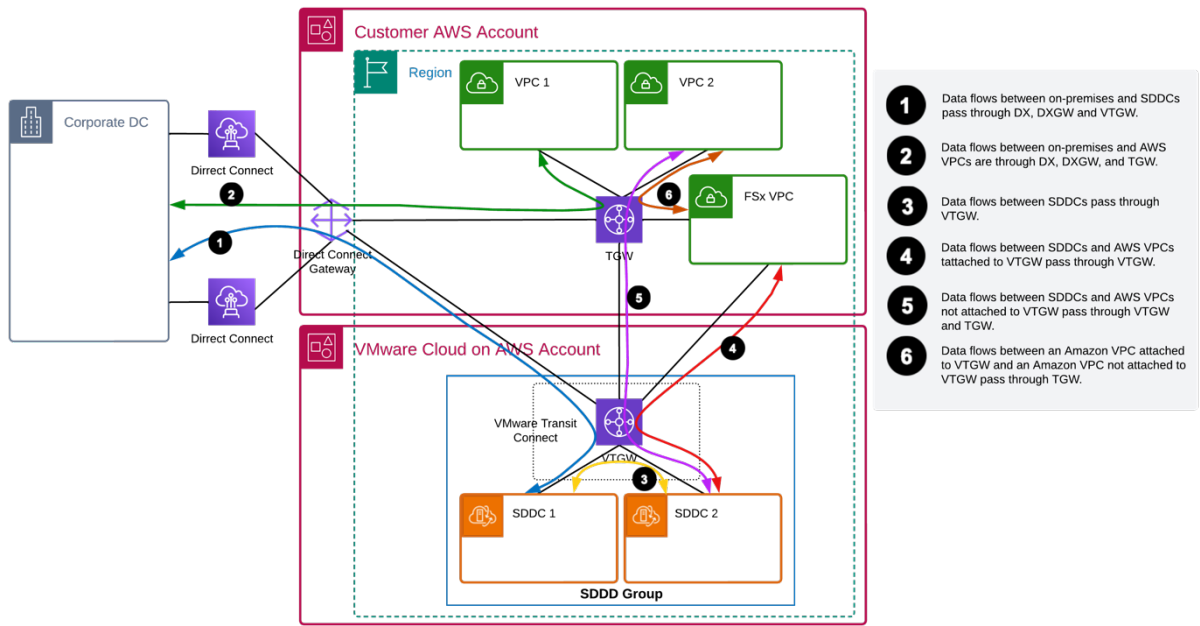 Customer AWS Account
Region
VPC 1
VPC 2
Corporate DC
Dirrect Connect
FSx VPC
2
6
1
TGW
Direct Connect
Gateway
5
Dirrect Connect
VMware Cloud on AWS Account
4
VMware Transit
Connect
VTGW
3
SDDC 1
SDDC 2
SDDD Group
1
Data flows between on-premises and SDDCs
pass through DX, DXGW and VTGW.
2
Data flows between on-premises and AWS
VPCs are through DX, DXGW, and TGW.
3
Data flows between SDDCs pass through
VTGW.
4
Data flows between SDDCs and AWS VPCs
tattached to VTGW pass through VTGW.
5
Data flows between SDDCs and AWS VPCs
not attached to VTGW pass through VTGW
and TGW.
6
Data flows between an Amazon VPC attached
to VTGW and an Amazon VPC not attached to
VTGW pass through TGW.